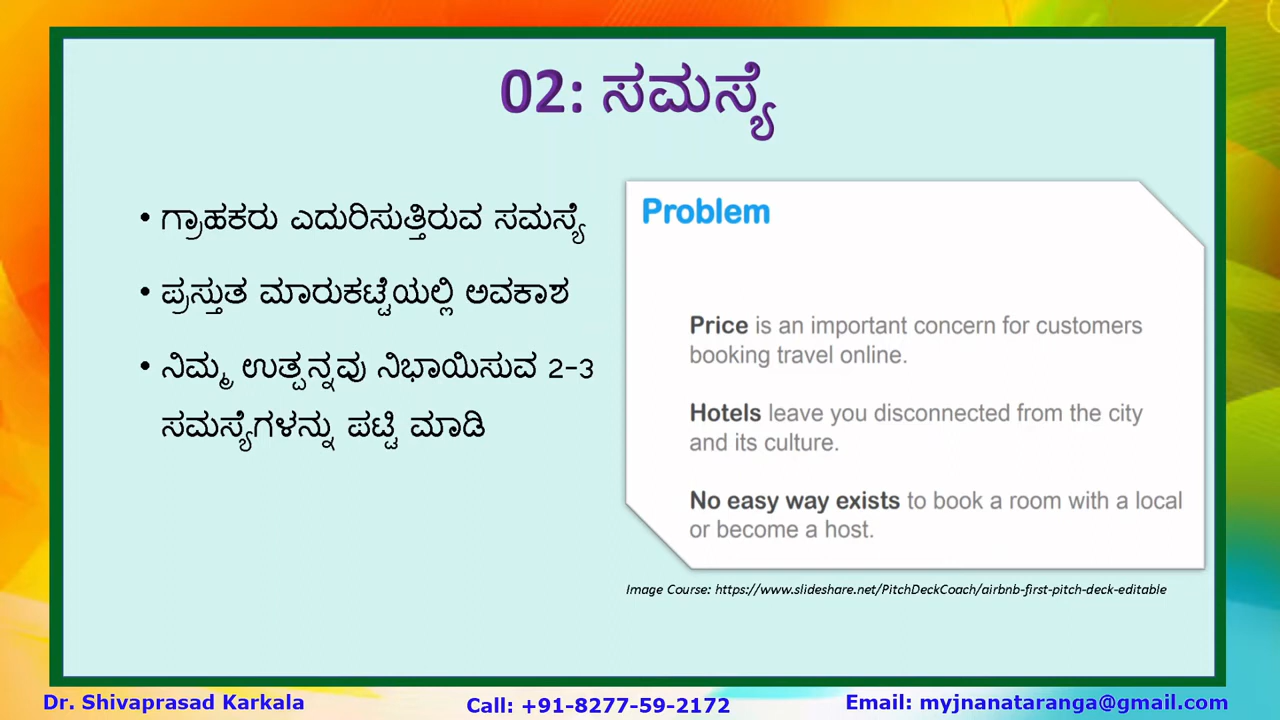 02: ಸಮಸ್ಯೆ
• ಗ್ರಾಹಕರು ಎದುರಿಸುತ್ತಿರುವ ಸಮಸ್ಯೆ
• ಪ್ರಸ್ತುತ ಮಾರುಕಟ್ಟೆಯಲ್ಲಿ ಅವಕಾಶ
• ನಿಮ್ಮ ಉತ್ಪನ್ನವು ನಿಭಾಯಿಸುವ 2-3
ಸಮಸ್ಯೆಗಳನ್ನು ಪಟ್ಟಿ ಮಾಡಿ
Problem
Price is an important concern for customers
booking travel online.
Hotels leave you disconnected from the city
and its culture.
No easy way exists to book a room with a local
or become a host.
Image Course: https://www.slideshare.net/PitchDeckCoach/airbnb-first-pitch-deck-editable
Dr. Shivaprasad Karkala
Call: +91-8277-59-2172
Email: myjnanataranga@gmail.com